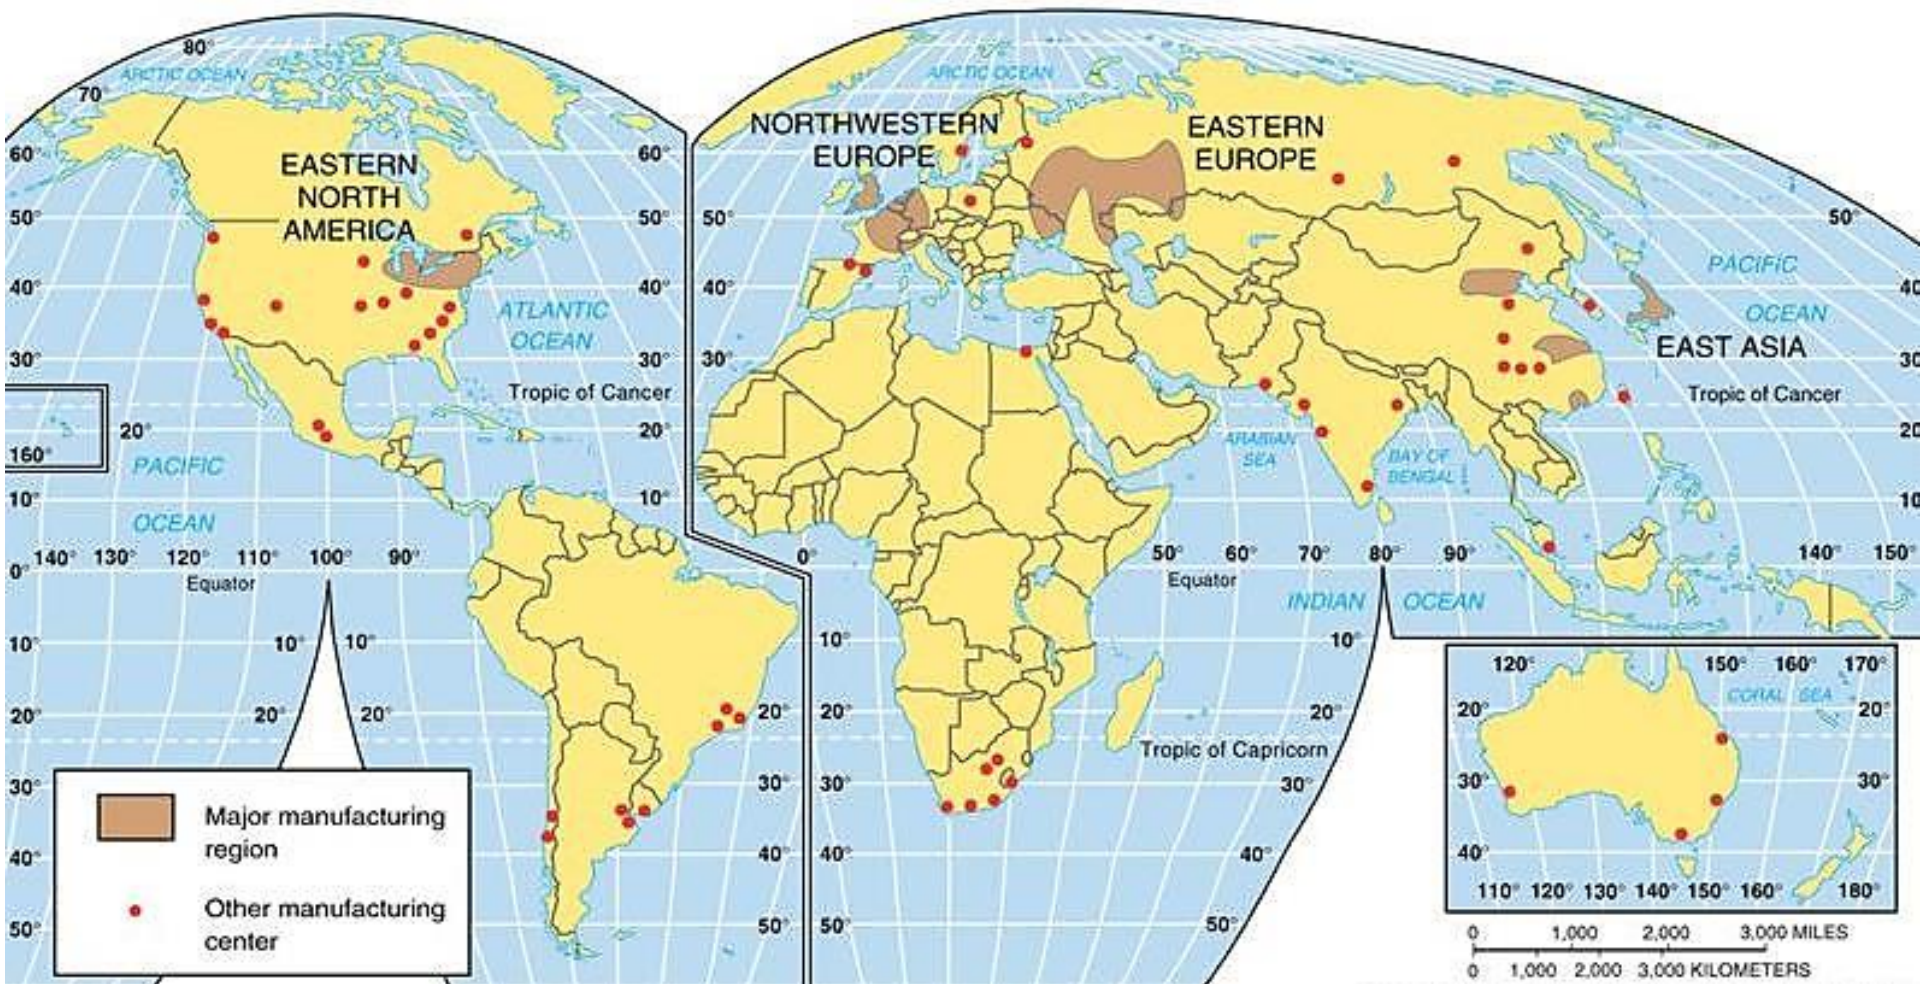 80°
ARCTIC OCEAN
70
60°
60°
EASTERN
NORTH
AMERICA
50°
50°
40°
40°
ATLANTIC
OCEAN
30°
30°
Tropic of Cancer
20°
20°
160°
PACIFIC
OCEAN
10°
10°
140° 130° 120° 110° 100° 90°
0°
Equator
10°
10° 10°
20°
20° 20°
20°
30°
30°
40°
40°
50°
50°
Major manufacturing
region
Other manufacturing
center
ARCTIC OCEAN
NORTHWESTERN
EUROPE
EASTERN
EUROPE
50°
50°
40°
40
PACIFIC
OCEAN
30°
30
EAST ASIA
Tropic of Cancer
20°
20
ARABIAN
SEA
BAY OF
BENGAL
10
0° 50° 60° 70° 80° 90° 140° 150°
Equator
INDIAN OCEAN
10° 10°
20° 20°
Tropic of Capricorn
30° 30°
40° 40°
50° 50°
120° 150° 160° 170°
CORAL SEA
20° 20°
30° 30°
40° 40°
110° 120° 130° 140° 150° 160° 180°
0 1,000 2,000 3,000 MILES
0 1,000 2,000 3,000 KILOMETERS